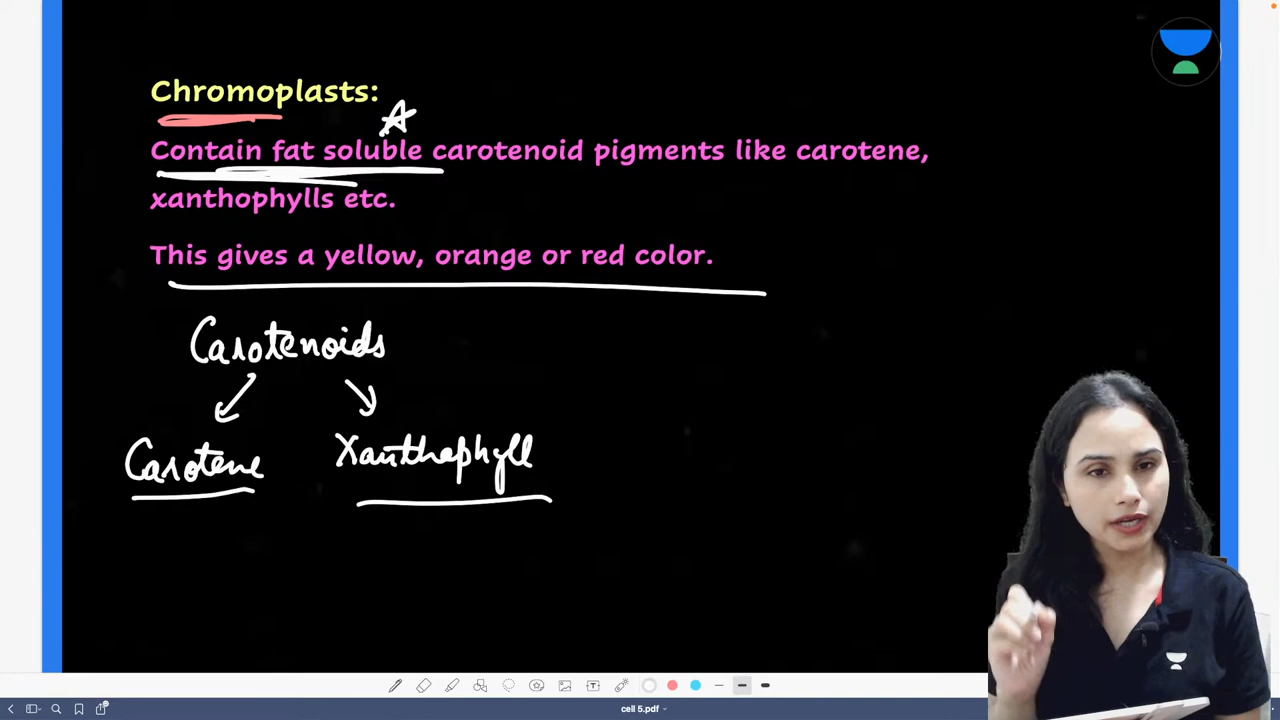 Chromoplasts:
Contain fat soluble carotenoid pigments like carotene,
xanthophylls etc.
This gives a yellow, orange or red color.
Carotenoids
Carotene Xanthophyll
cell 5.pdf